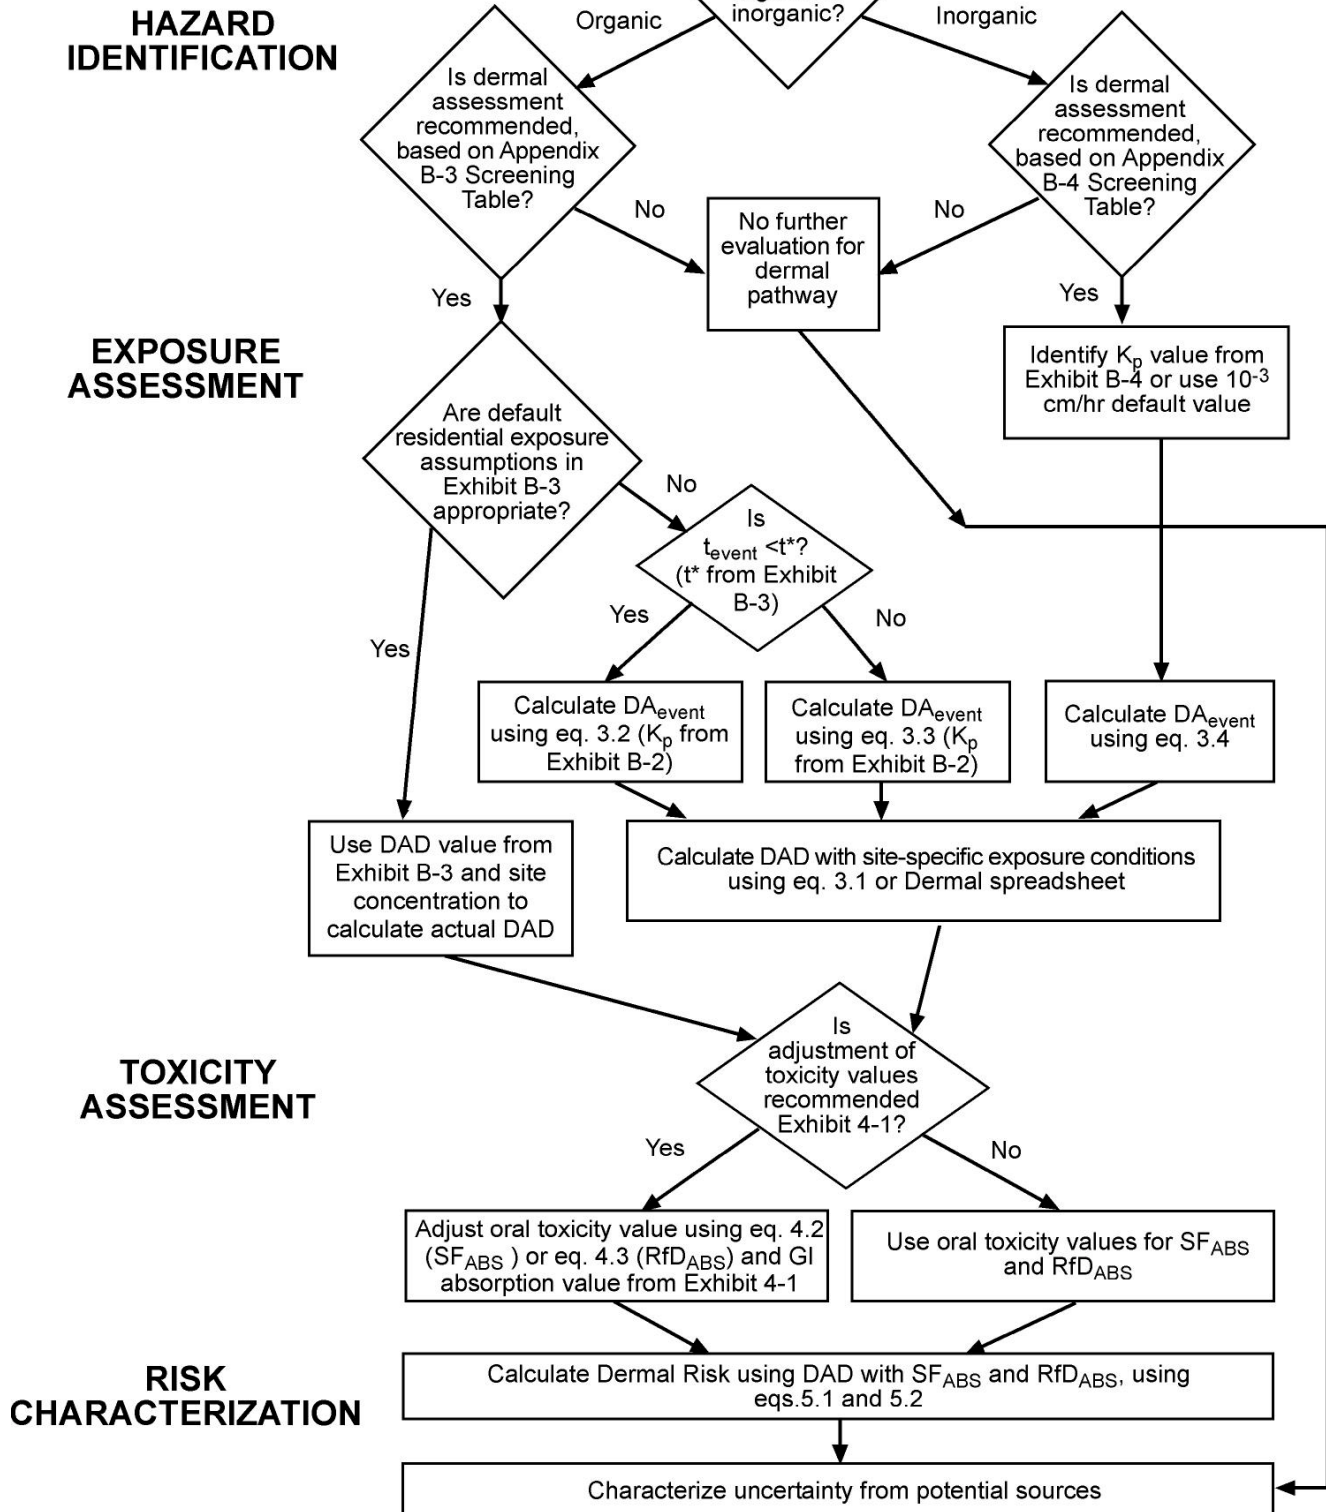 HAZARD
IDENTIFICATION
Organic
inorganic?
Inorganic
Is dermal
assessment
recommended,
based on Appendix
B-3 Screening
Table?
Is dermal
assessment
recommended,
based on Appendix
B-4 Screening
Table?
No
No
No further
evaluation for
dermal
pathway
Yes
Yes
EXPOSURE
ASSESSMENT
Identify Kp value from
Exhibit B-4 or use 10-3
cm/hr default value
Are default
residential exposure
assumptions in
Exhibit B-3
appropriate?
No
Is
tevent <t*?
(t* from Exhibit
B-3)
Yes
No
Yes
Calculate DAevent
using eq. 3.2 (Kp from
Exhibit B-2)
Calculate DAevent
using eq. 3.3 (Kp
from Exhibit B-2)
Calculate DAevent
using eq. 3.4
Use DAD value from
Exhibit B-3 and site
concentration to
calculate actual DAD
Calculate DAD with site-specific exposure conditions
using eq. 3.1 or Dermal spreadsheet
TOXICITY
ASSESSMENT
Is
adjustment of
toxicity values
recommended
Exhibit 4-1?
Yes
No
Adjust oral toxicity value using eq. 4.2
(SFABS ) or eq. 4.3 (RfDABS) and GI
absorption value from Exhibit 4-1
Use oral toxicity values for SFABS
and RfDABS
RISK
CHARACTERIZATION
Calculate Dermal Risk using DAD with SFABS and RfDABS, using
eqs.5.1 and 5.2
Characterize uncertainty from potential sources